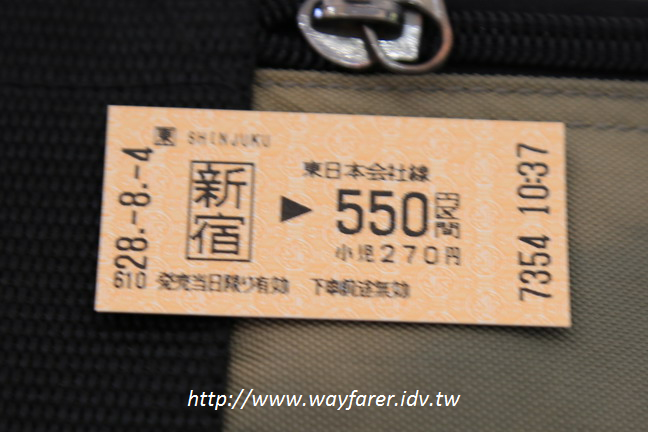 東 SHINJUKU
新宿
▶
東日本会社線
550円区間
小児270円
28.-8.-4
610 発売当日限り有効 下車前途無効
7354 10:37
http://www.wayfarer.idv.tw